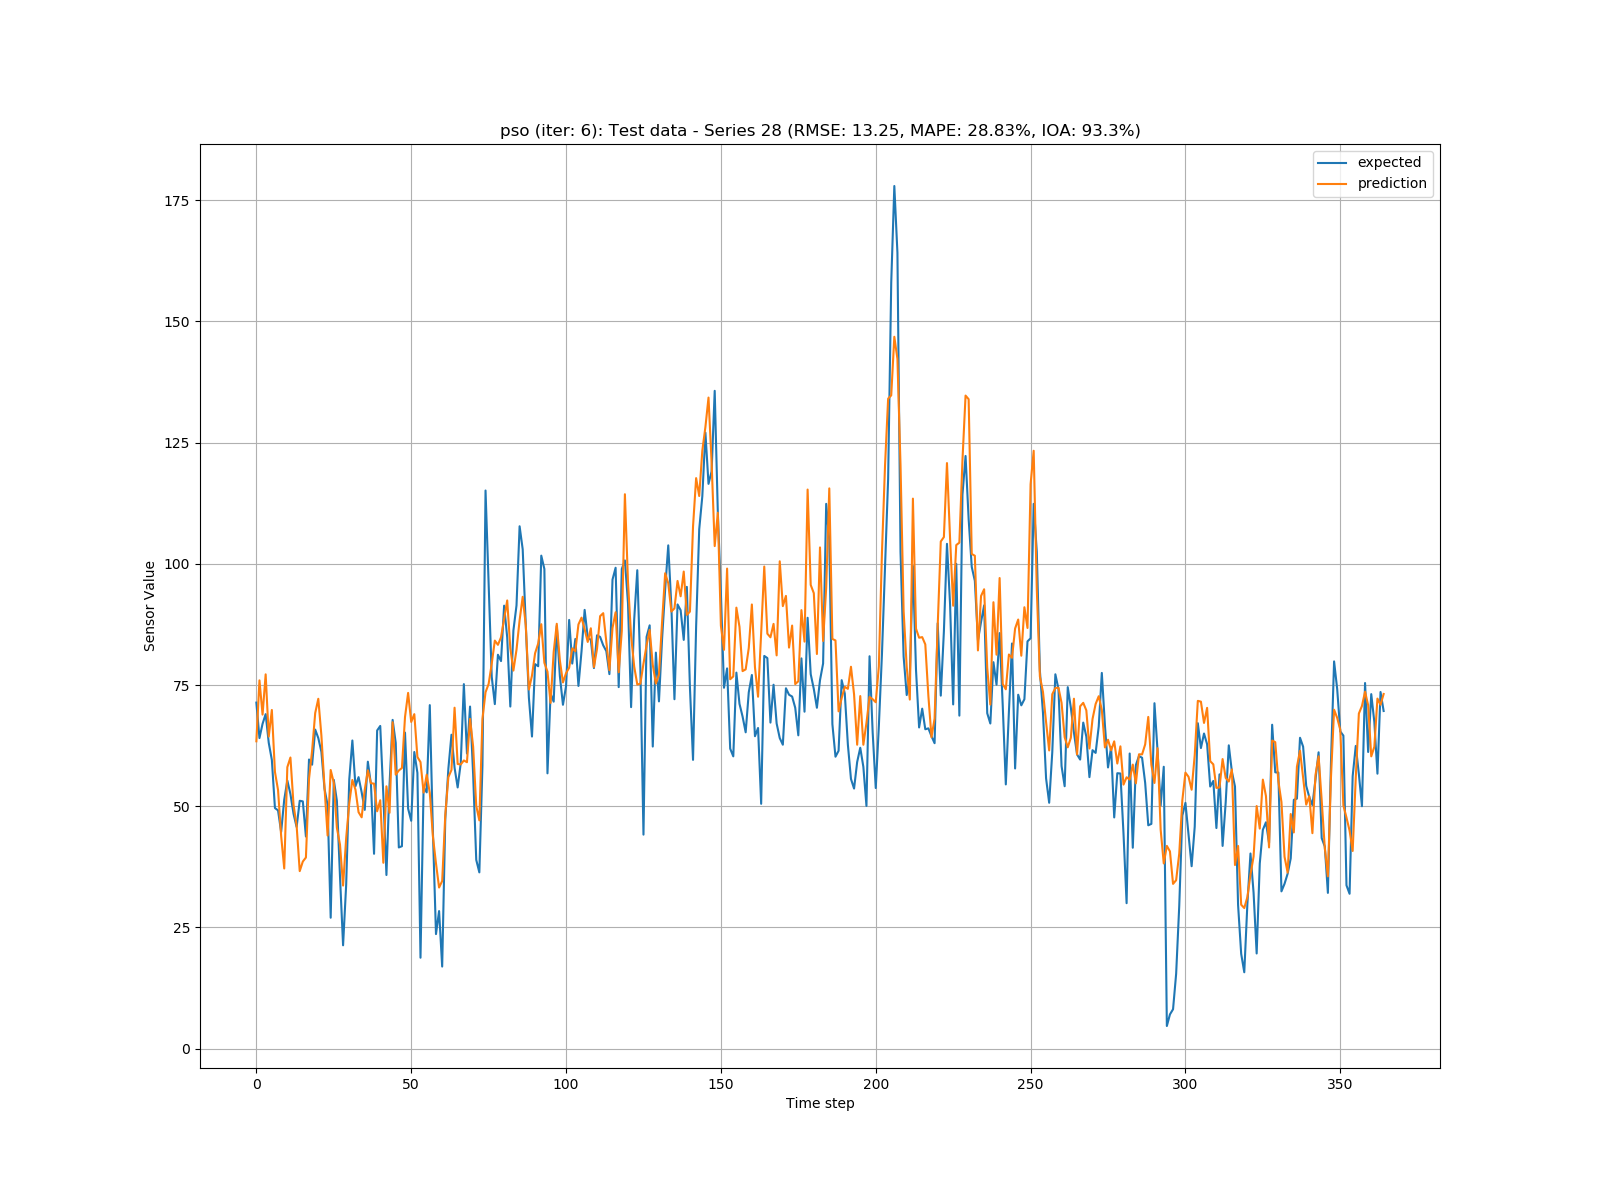 pso (iter: 6): Test data - Series 28 (RMSE: 13.25, MAPE: 28.83%, IOA: 93.3%)
expected
prediction
175
150
125
100
75
50
25
0
Sensor Value
0 50 100 150 200 250 300 350
Time step